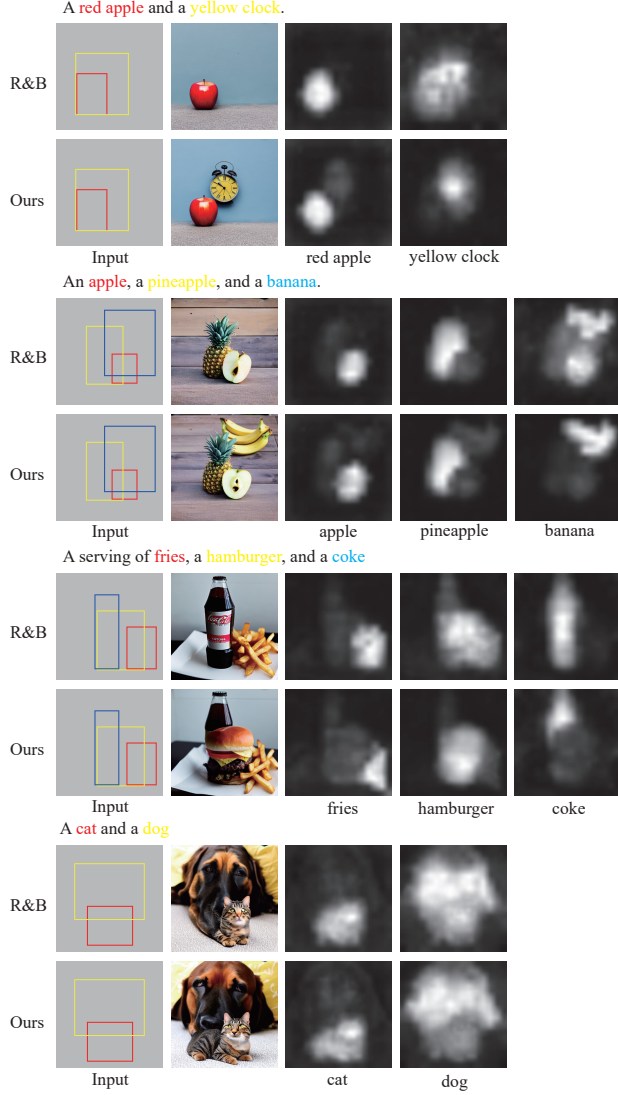 A red apple and a yellow clock.
R&B
Ours
Input
red apple
yellow clock
An apple, a pineapple, and a banana.
R&B
Ours
Input
apple
pineapple
banana
A serving of fries, a hamburger, and a coke
R&B
Ours
Input
fries
hamburger
coke
A cat and a dog
R&B
Ours
Input
cat
dog